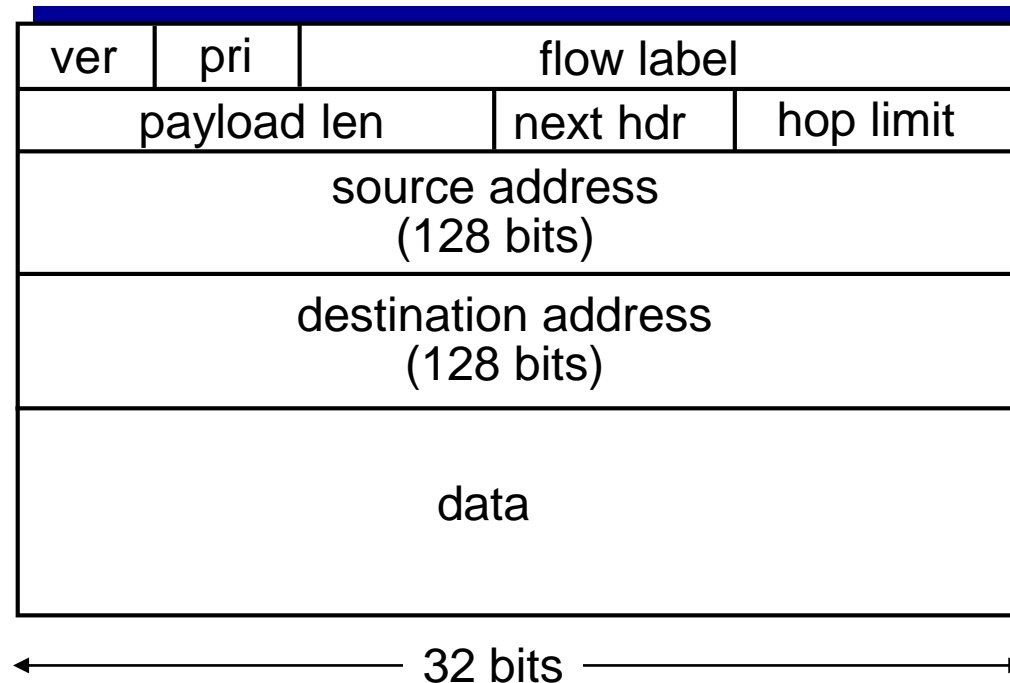 ver pri flow label
payload len next hdr hop limit
source address
(128 bits)
destination address
(128 bits)
data
32 bits